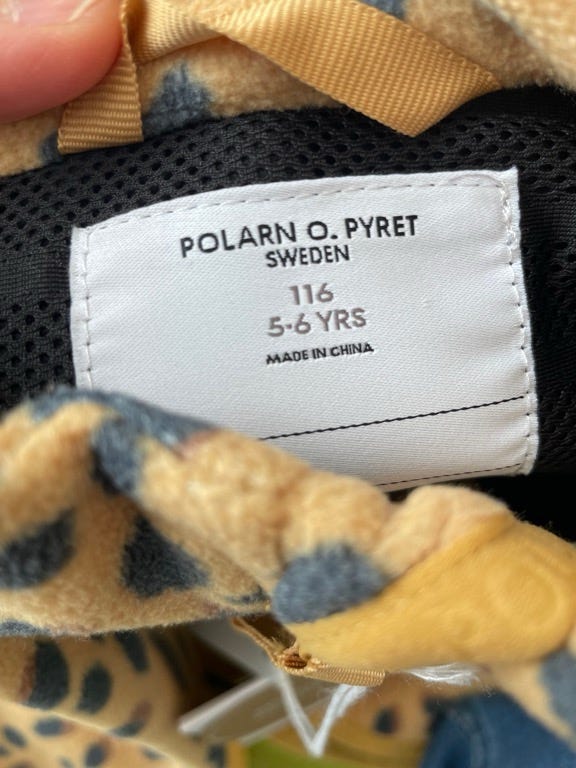 POLARN O. PYRET
SWEDEN
116
5-6 YRS
MADE IN CHINA